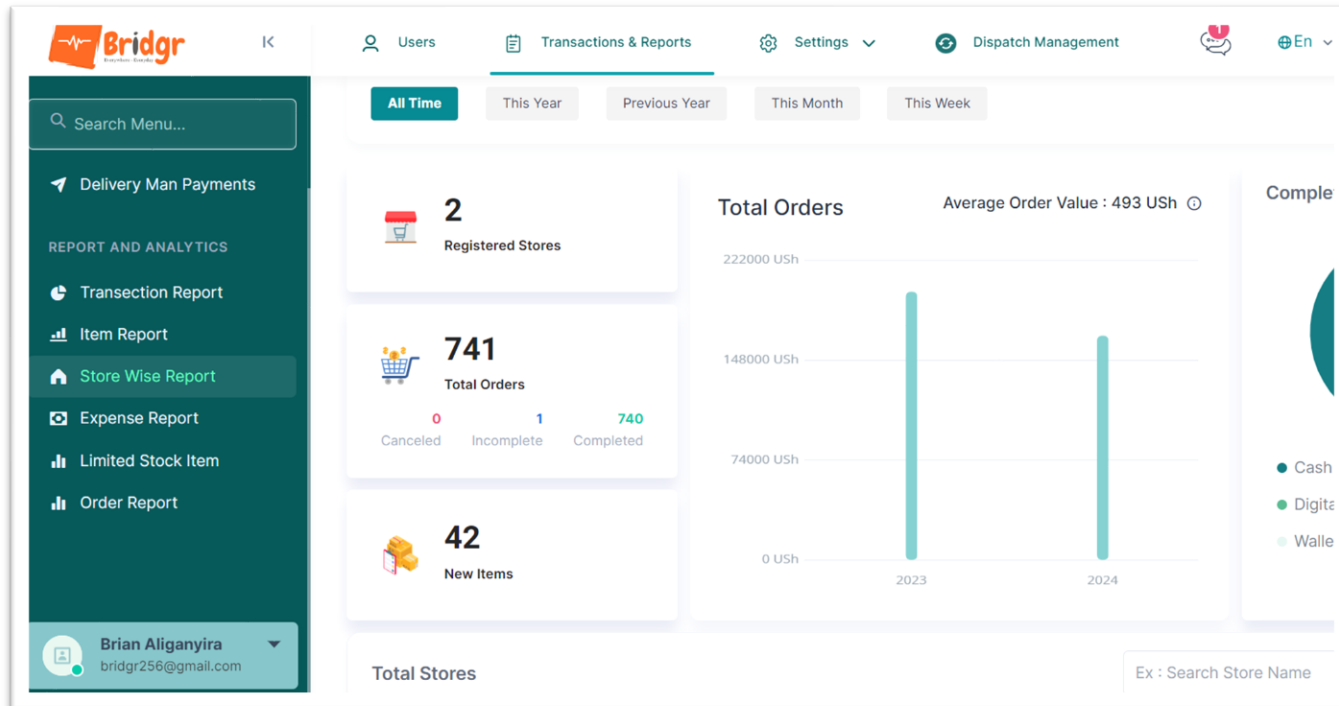 Bridgr
Users
Transactions & Reports
Settings
Dispatch Management
1
En
Search Menu...
Delivery Man Payments
REPORT AND ANALYTICS
Transection Report
Item Report
Store Wise Report
Expense Report
Limited Stock Item
Order Report
Brian Aliganyira
bridgr256@gmail.com
All Time
This Year
Previous Year
This Month
This Week
2
Registered Stores
741
Total Orders
0
Canceled
1
Incomplete
740
Completed
42
New Items
Total Orders
Average Order Value : 493 USh
222000 USh
148000 USh
74000 USh
0 USh
2023
2024
Comple
Cash
Digita
Walle
Total Stores
Ex : Search Store Name